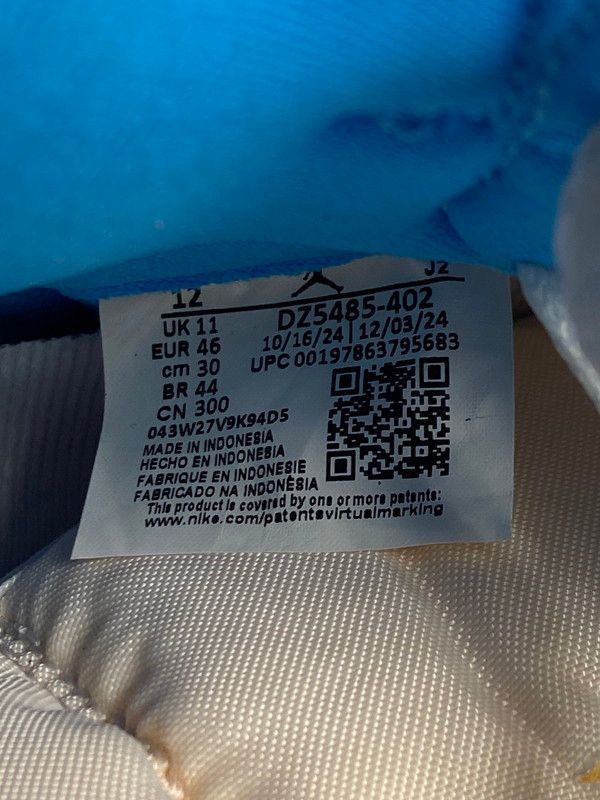 12
J2
UK 11
DZ5485-402
EUR 46
10/16/24 | 12/03/24
cm 30
UPC 00197863795683
BR 44
CN 300
043W27V9K94D5
MADE IN INDONESIA
HECHO EN INDONESIA
FABRIQUE EN INDONESIE
FABRICADO NA INDONÉSIA
This product is covered by one or more patents:
www.nike.com/patentsvirtualmarking